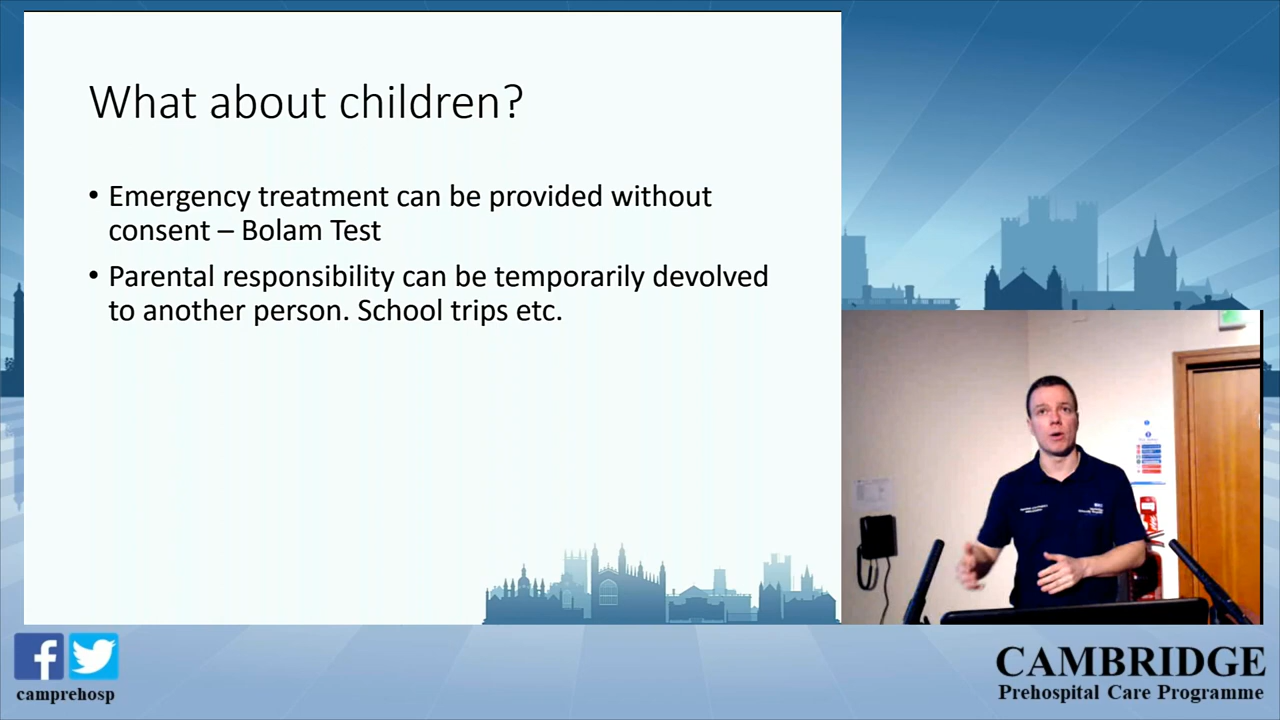 What about children?
• Emergency treatment can be provided without
consent – Bolam Test
• Parental responsibility can be temporarily devolved
to another person. School trips etc.
camprehosp
CAMBRIDGE
Prehospital Care Programme